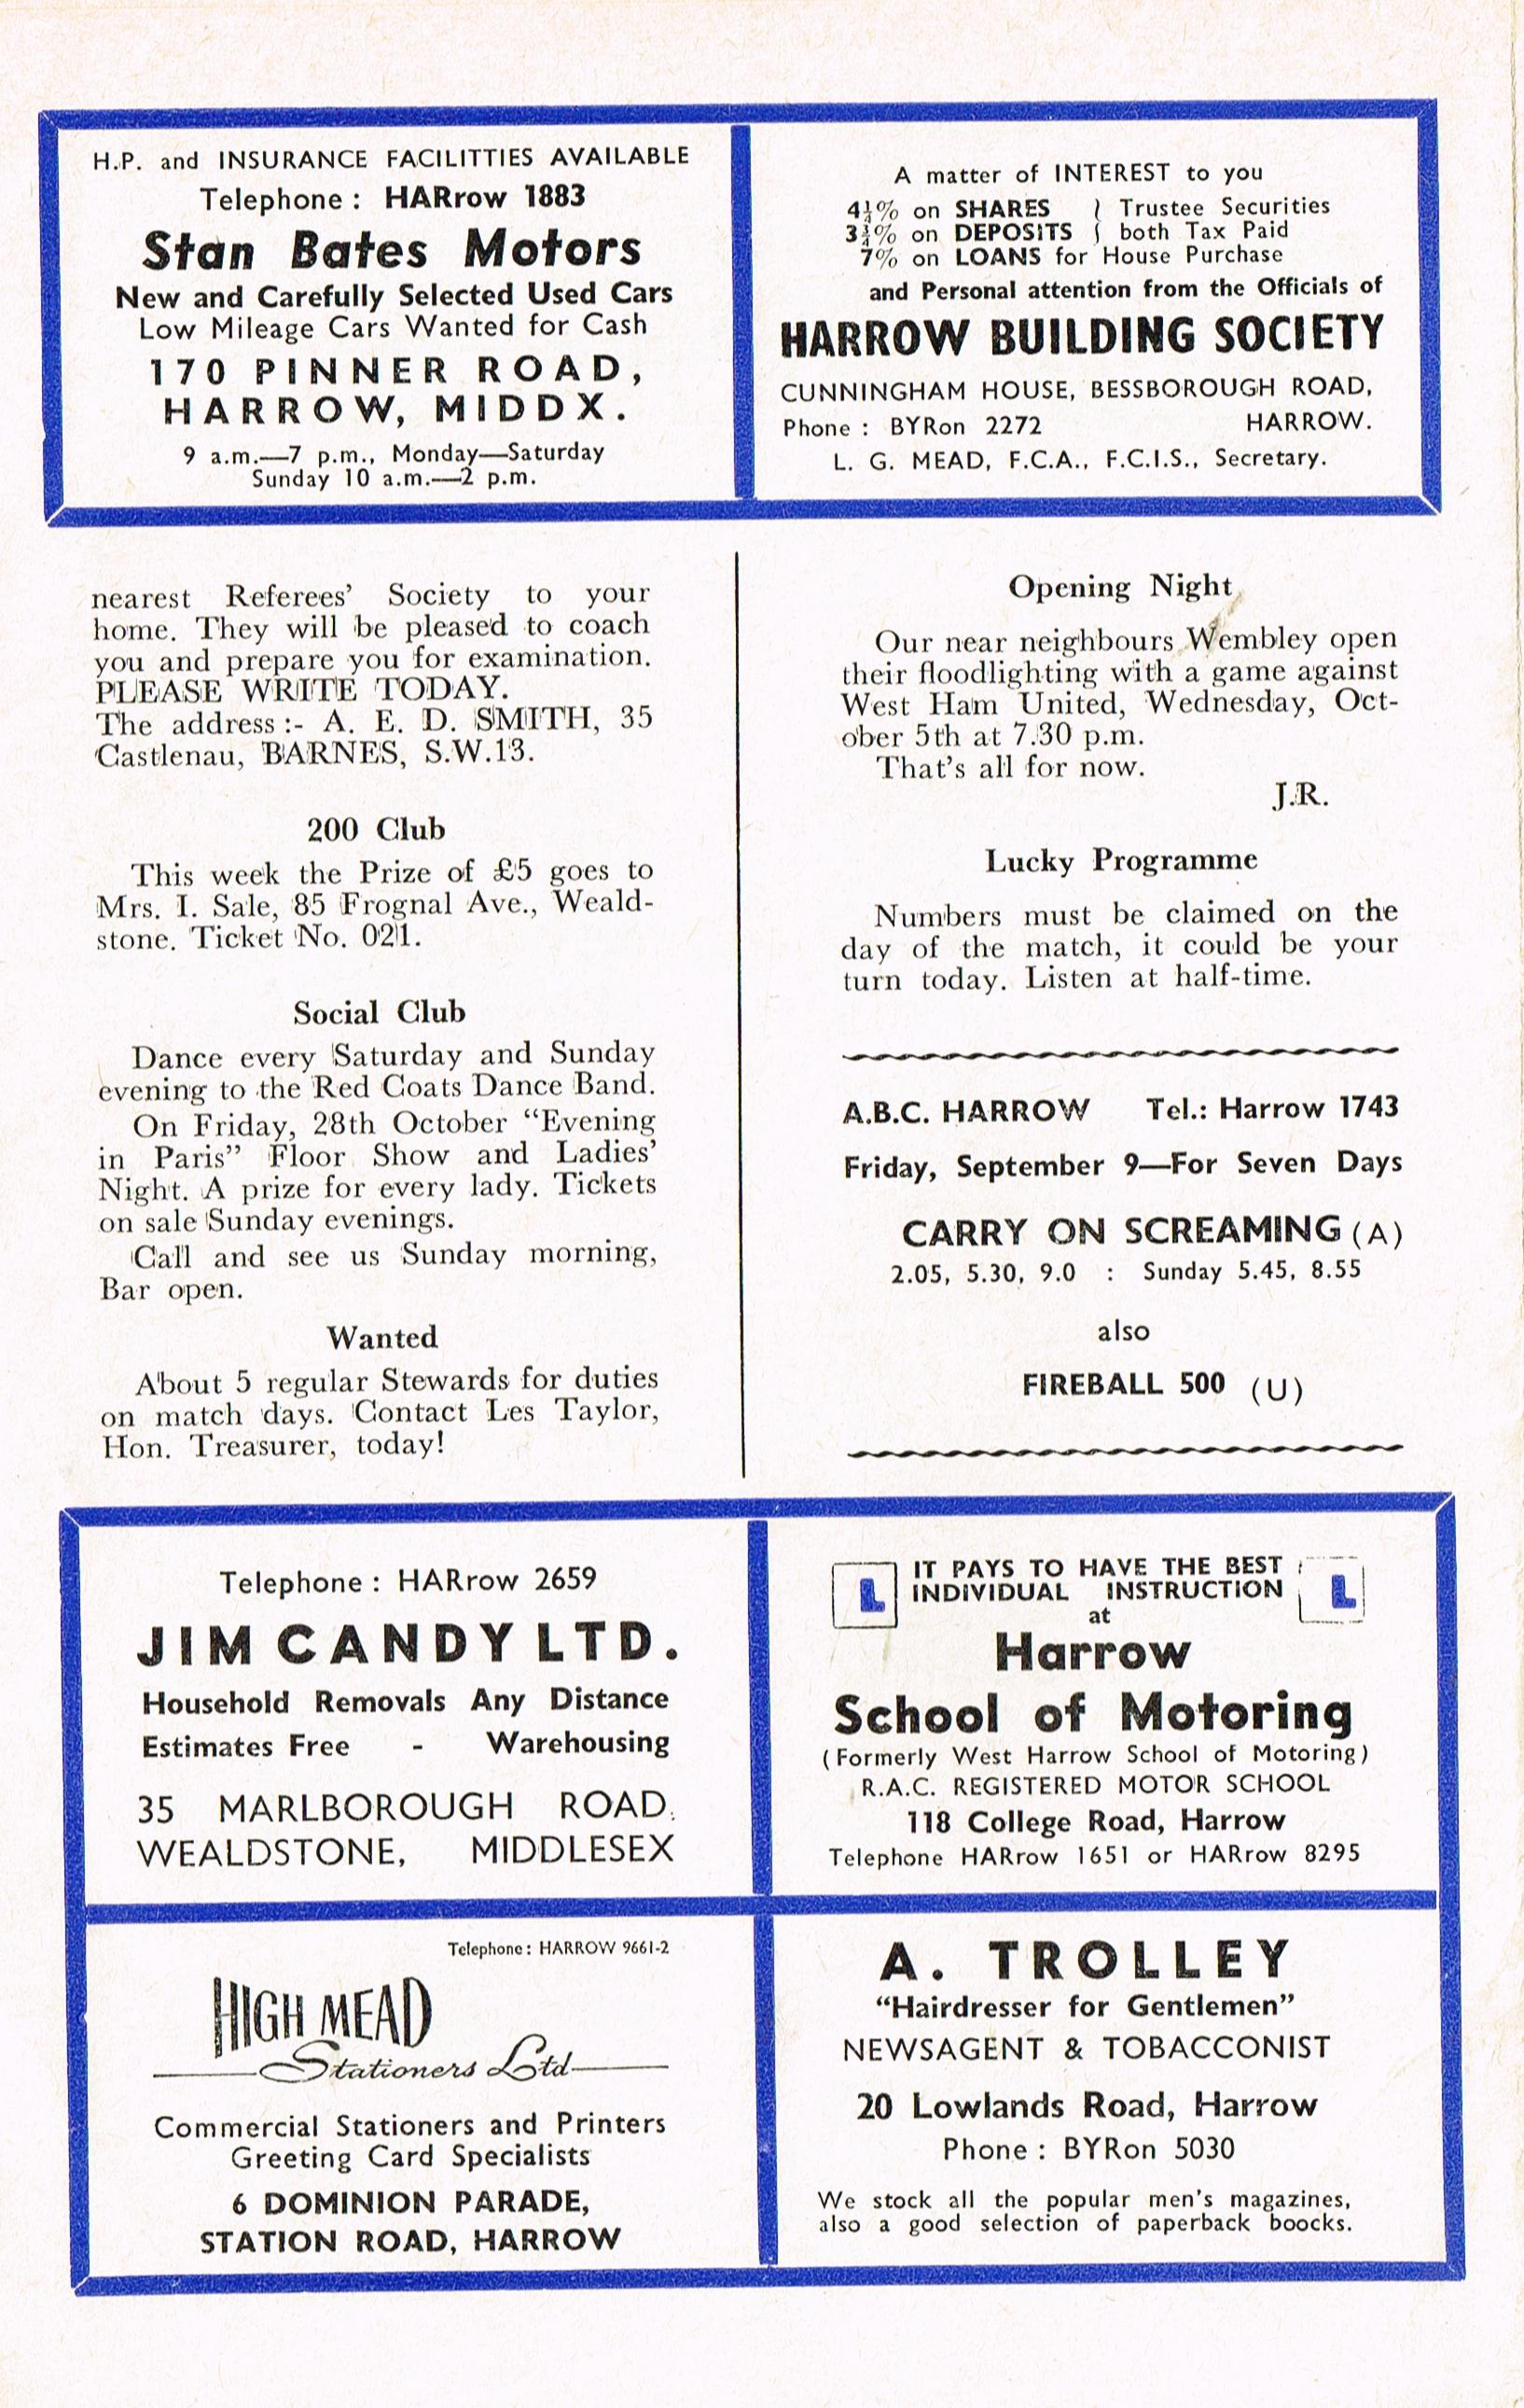 H.P. and INSURANCE FACILITTIES AVAILABLE
Telephone : HARrow 1883
Stan Bates Motors
New and Carefully Selected Used Cars
Low Mileage Cars Wanted for Cash
170 PINNER ROAD,
HARROW, MIDDX.
9 a.m.—7 p.m., Monday—Saturday
Sunday 10 a.m.—2 p.m.
A matter of INTEREST to you
4¼% on SHARES } Trustee Securities
on DEPOSITS { both Tax Paid
7% on LOANS for House Purchase
and Personal attention from the Officials of
HARROW BUILDING SOCIETY
CUNNINGHAM HOUSE, BESSBOROUGH ROAD,
Phone : BYRon 2272 HARROW.
L. G. MEAD, F.C.A., F.C.I.S., Secretary.
nearest Referees' Society to your
home. They will be pleased to coach
you and prepare you for examination.
PLEASE WRITE TODAY.
The address :- A. E. D. SMITH, 35
Castlenau, BARNES, S.W.13.
200 Club
This week the Prize of £5 goes to
Mrs. I. Sale, 85 Frognal Ave., Weald-
stone. Ticket No. 021.
Social Club
Dance every Saturday and Sunday
evening to the Red Coats Dance Band.
On Friday, 28th October "Evening
in Paris" Floor Show and Ladies'
Night. A prize for every lady. Tickets
on sale Sunday evenings.
Call and see us Sunday morning,
Bar open.
Wanted
About 5 regular Stewards for duties
on match days. Contact Les Taylor,
Hon. Treasurer, today!
Opening Night
Our near neighbours Wembley open
their floodlighting with a game against
West Ham United, Wednesday, Oct-
ober 5th at 7.30 p.m.
That's all for now.
J.R.
Lucky Programme
Numbers must be claimed on the
day of the match, it could be your
turn today. Listen at half-time.
A.B.C. HARROW Tel.: Harrow 1743
Friday, September 9—For Seven Days
CARRY ON SCREAMING (A)
2.05, 5.30, 9.0 : Sunday 5.45, 8.55
also
FIREBALL 500 (U)
Telephone : HARrow 2659
JIM CANDY LTD.
Household Removals Any Distance
Estimates Free - Warehousing
35 MARLBOROUGH ROAD,
WEALDSTONE, MIDDLESEX
L IT PAYS TO HAVE THE BEST L
INDIVIDUAL INSTRUCTION
at
Harrow
School of Motoring
(Formerly West Harrow School of Motoring)
R.A.C. REGISTERED MOTOR SCHOOL
118 College Road, Harrow
Telephone HARrow 1651 or HARrow 8295
Telephone : HARROW 9661-2
HIGH MEAD
Stationers Ltd
Commercial Stationers and Printers
Greeting Card Specialists
6 DOMINION PARADE,
STATION ROAD, HARROW
A. TROLLEY
"Hairdresser for Gentlemen"
NEWSAGENT & TOBACCONIST
20 Lowlands Road, Harrow
Phone : BYRon 5030
We stock all the popular men's magazines,
also a good selection of paperback boocks.